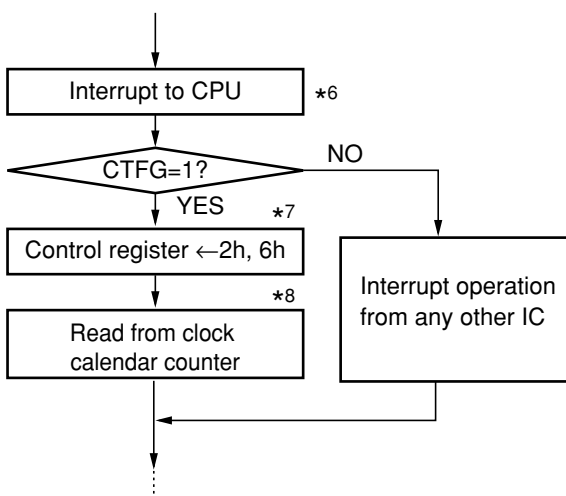 Interrupt to CPU
*6
CTFG=1?
NO
YES
*7
Control register ←2h, 6h
*8
Interrupt operation
from any other IC
Read from clock
calendar counter